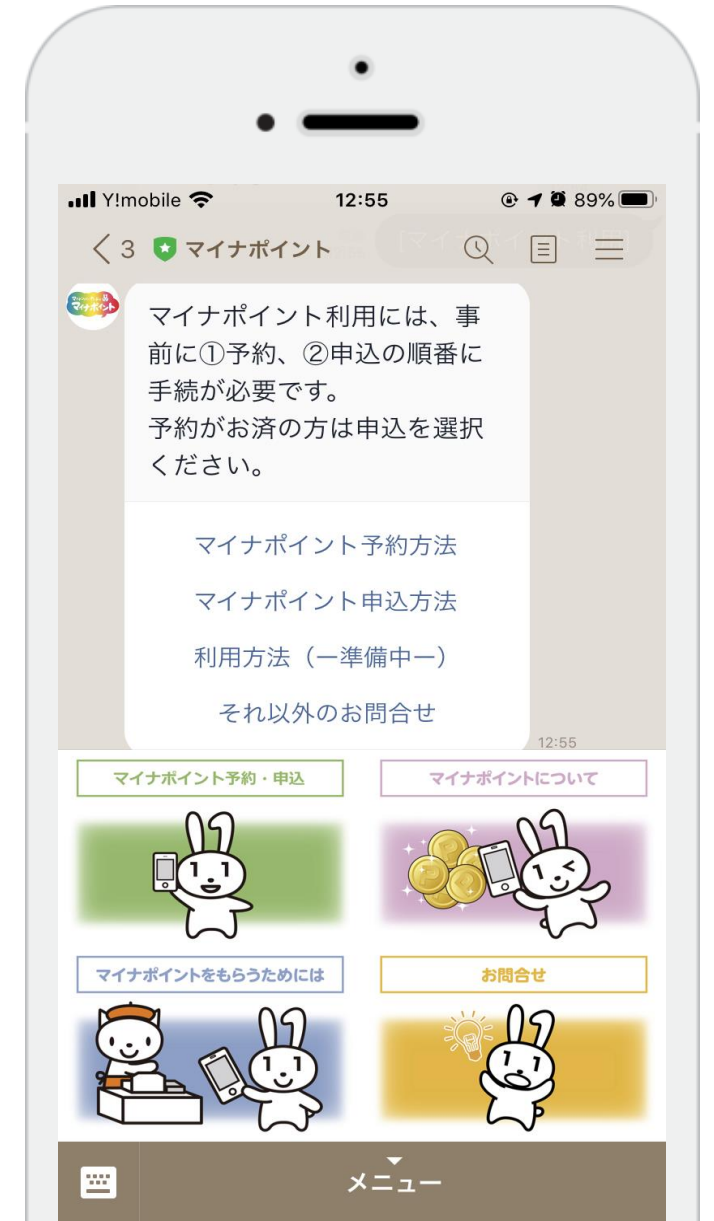 Y!mobile 12:55 89%
3 マイナポイント
マイナポイント
マイナポイント利用には、事
前に①予約、②申込の順番に
手続が必要です。
予約がお済の方は申込を選択
ください。
マイナポイント予約方法
マイナポイント申込方法
利用方法（ー準備中ー）
それ以外のお問合せ
12:55
マイナポイント予約・申込
マイナポイントについて
P
P
マイナポイントをもらうためには
お問合せ
メニュー